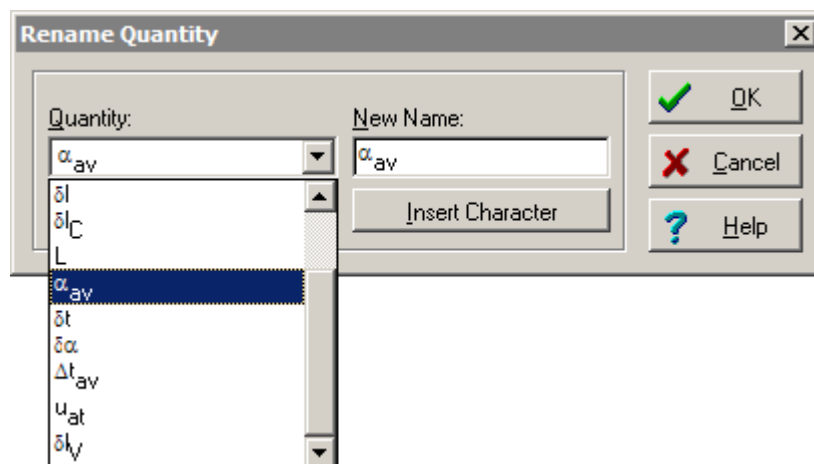 Rename Quantity
Quantity:
New Name:
αav
αav
Insert Character
OK
Cancel
Help
δl
δlC
L
αav
δt
δα
Δtav
uat
δlV